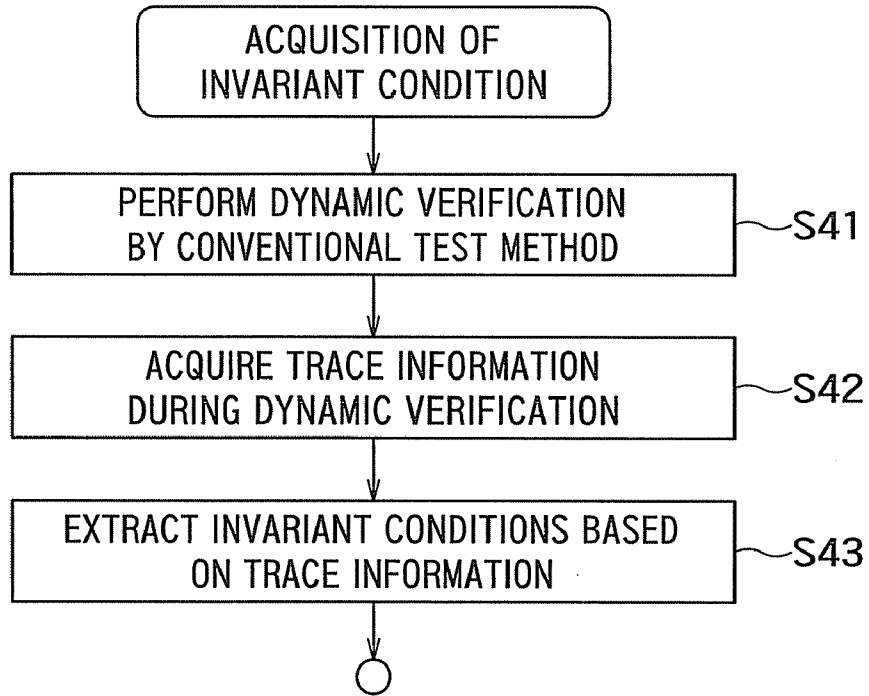 ACQUISITION OF
INVARIANT CONDITION
PERFORM DYNAMIC VERIFICATION
BY CONVENTIONAL TEST METHOD
S41
ACQUIRE TRACE INFORMATION
DURING DYNAMIC VERIFICATION
S42
EXTRACT INVARIANT CONDITIONS BASED
ON TRACE INFORMATION
S43